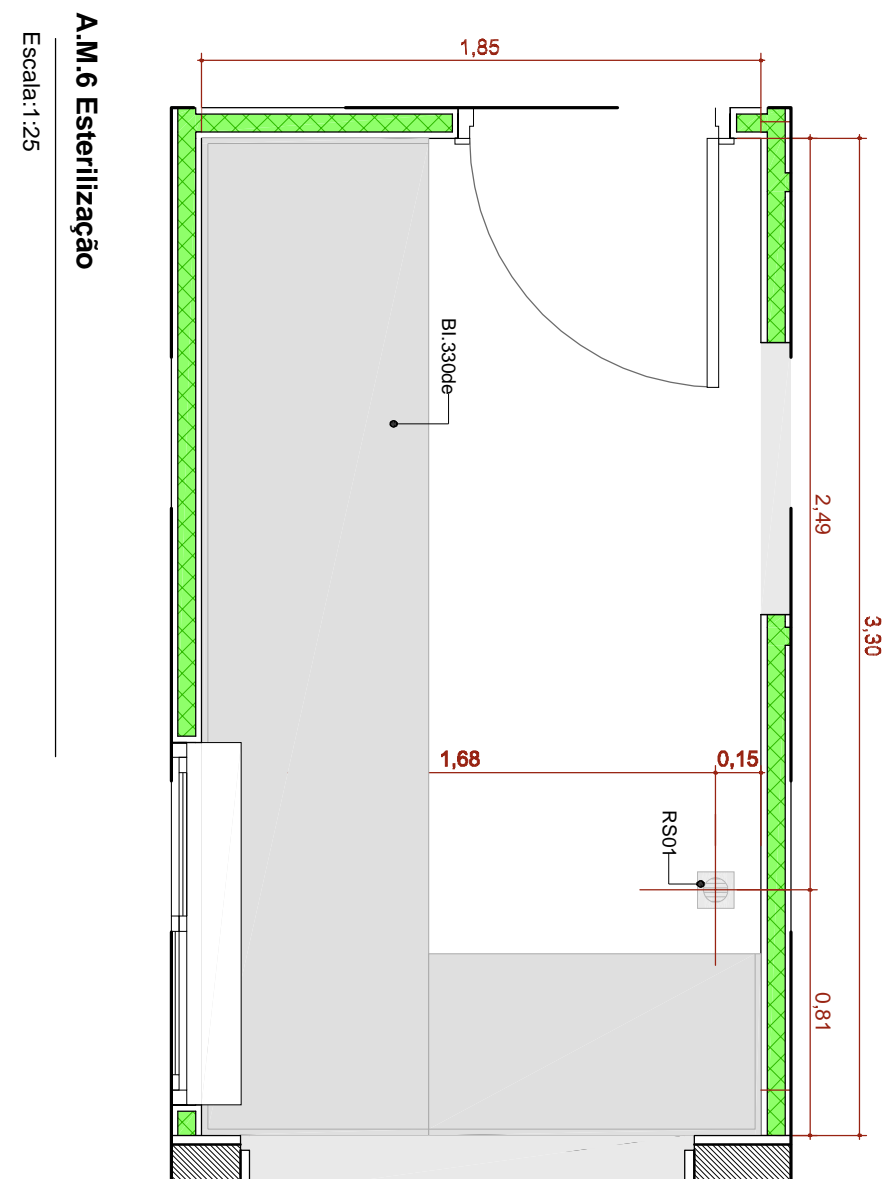 A.M.6 Esterilização
Escala:1:25
1,85
BI.330de
2,49
3,30
1,68
0,15
RS01
0,81